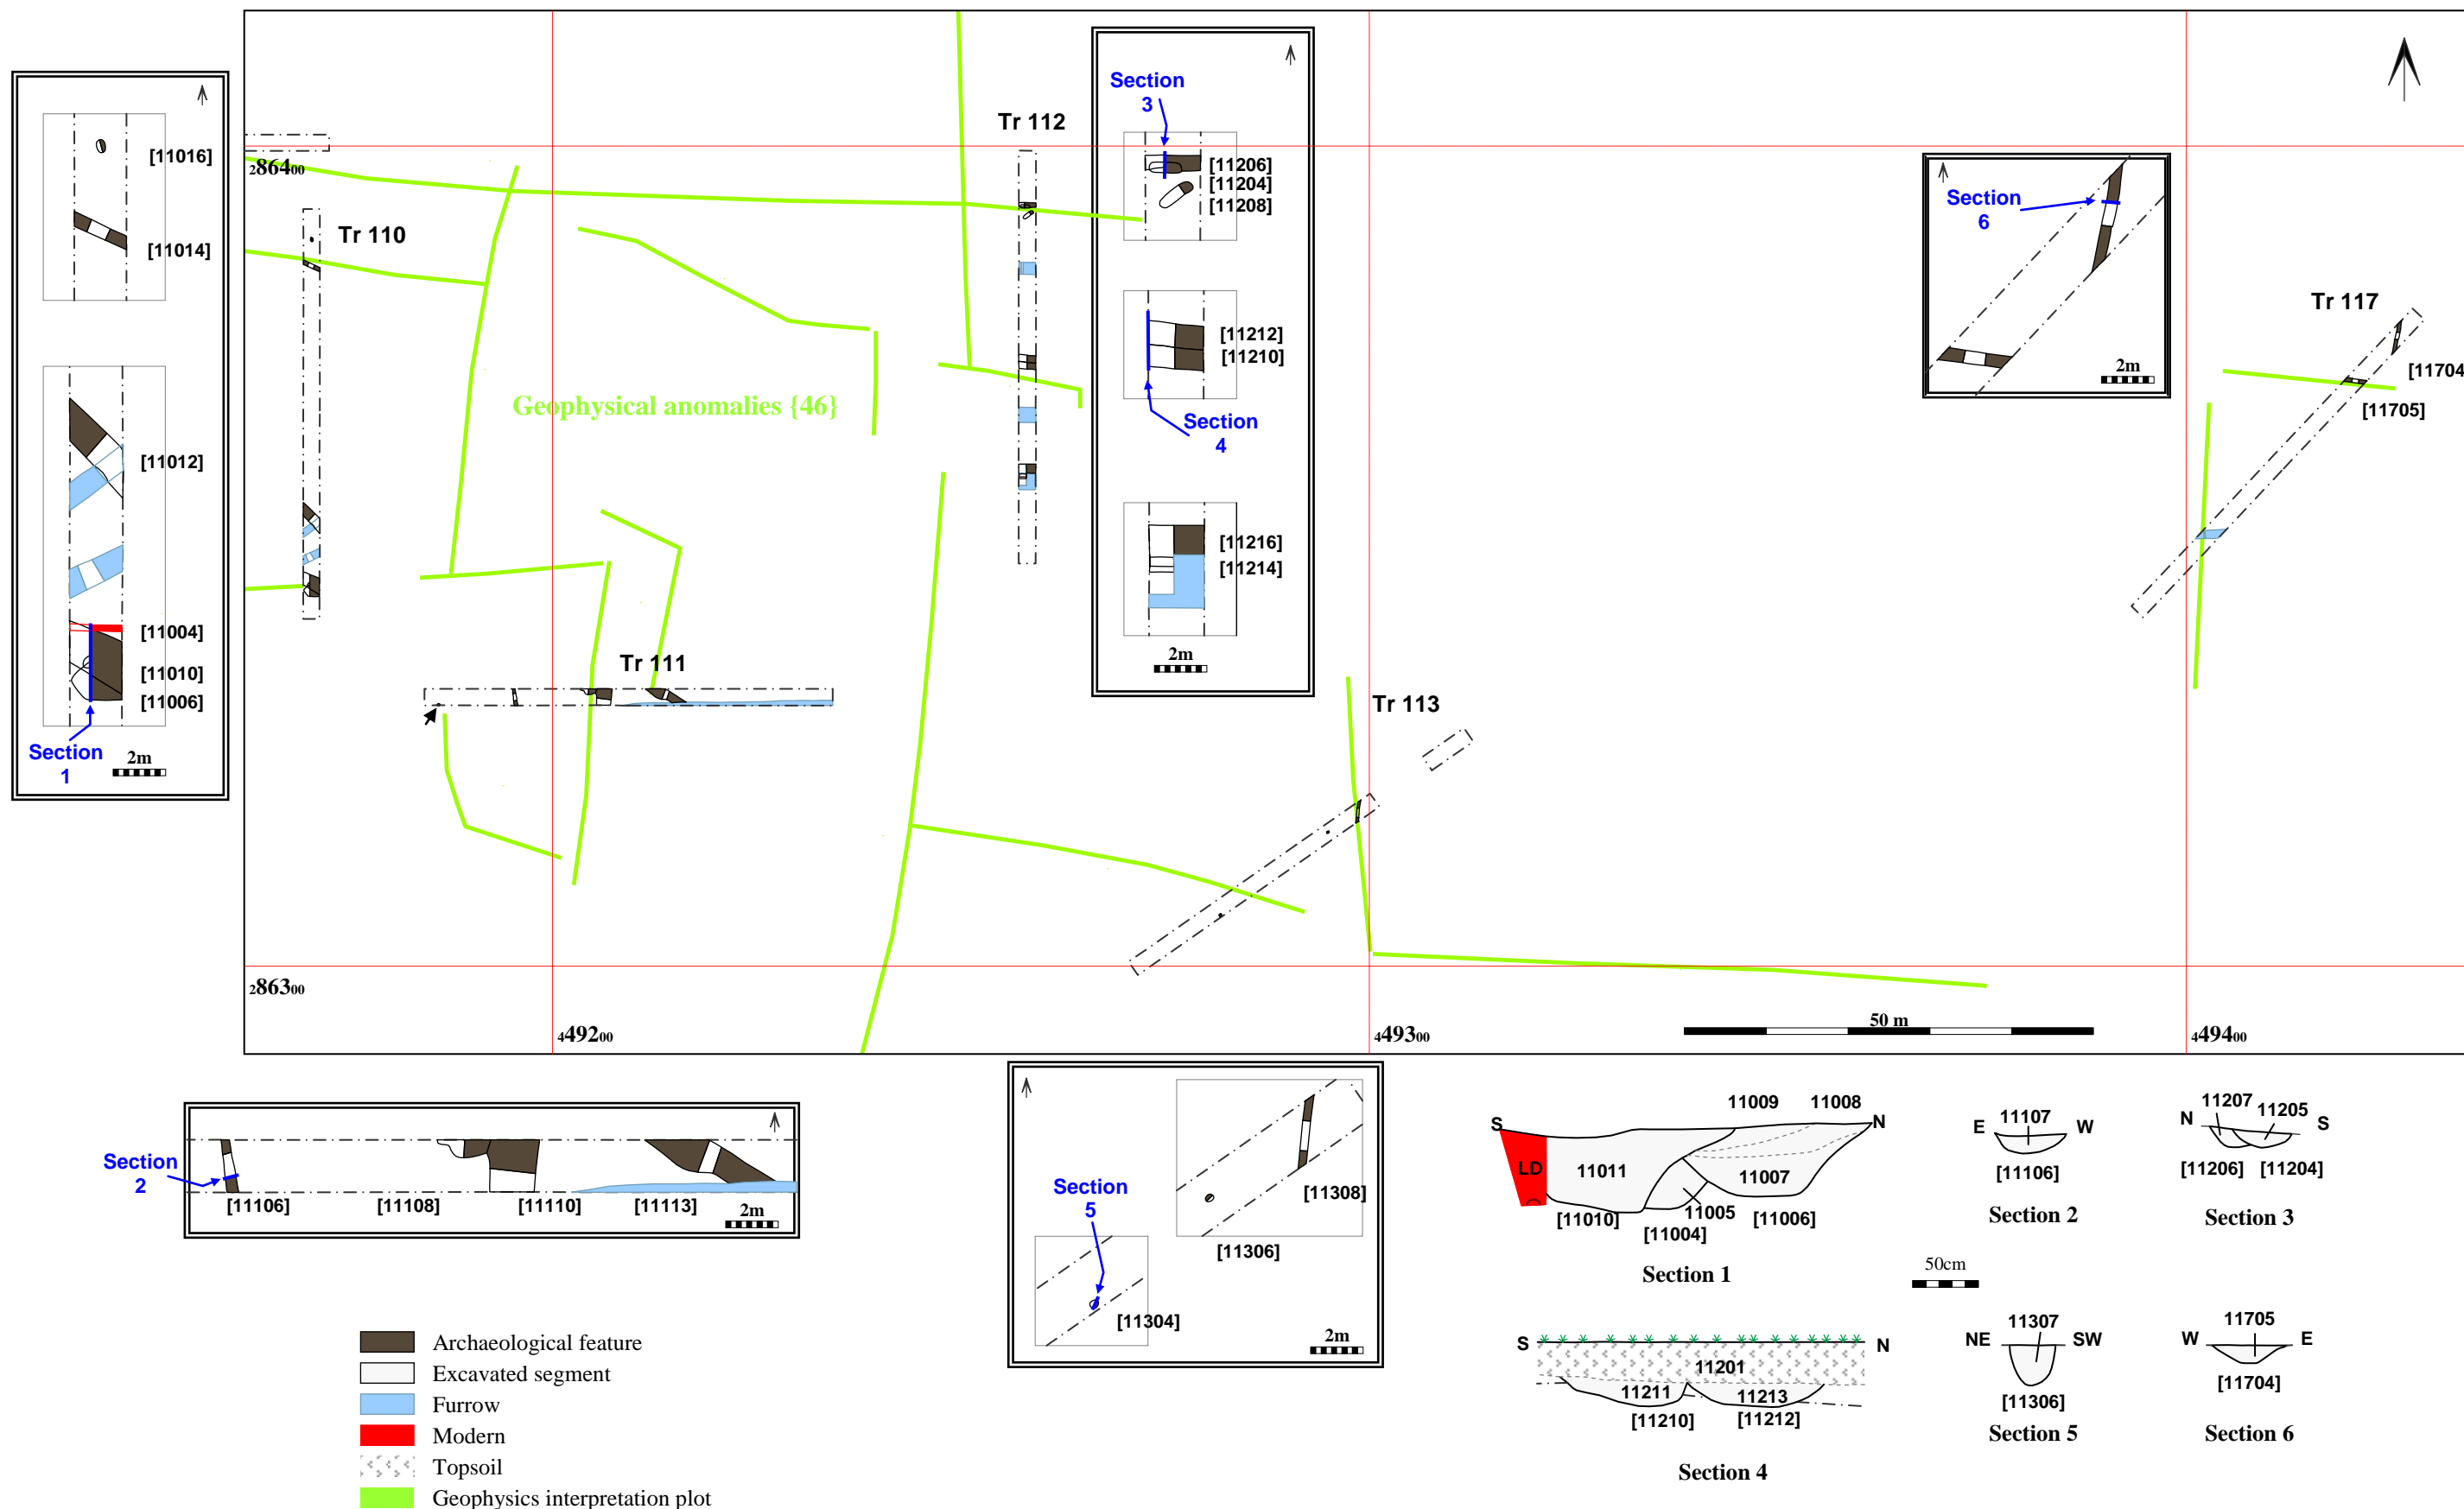 [11016]
[11014]
[11012]
[11004]
[11010]
[11006]
Section
1
2m
286400
Tr 110
Geophysical anomalies {46}
Tr 111
Tr 112
Section
3
[11206]
[11204]
[11208]
[11212]
[11210]
Section
4
[11216]
[11214]
2m
Tr 113
Section
6
2m
Tr 117
[11704
[11705]
286300
449200
449300
449400
50 m
Section
2
[11106]
[11108]
[11110]
[11113]
2m
Section
5
[11308]
[11306]
[11304]
2m
11009
11008
S
N
LD
11011
11007
11005
[11010]
[11004]
[11006]
Section 1
11107
E
W
[11106]
Section 2
11207
11205
N
S
[11206]
[11204]
Section 3
50cm
S
N
11201
11211
11213
[11210]
[11212]
Section 4
11307
NE
SW
[11306]
Section 5
11705
W
E
[11704]
Section 6
Archaeological feature
Excavated segment
Furrow
Modern
Topsoil
Geophysics interpretation plot